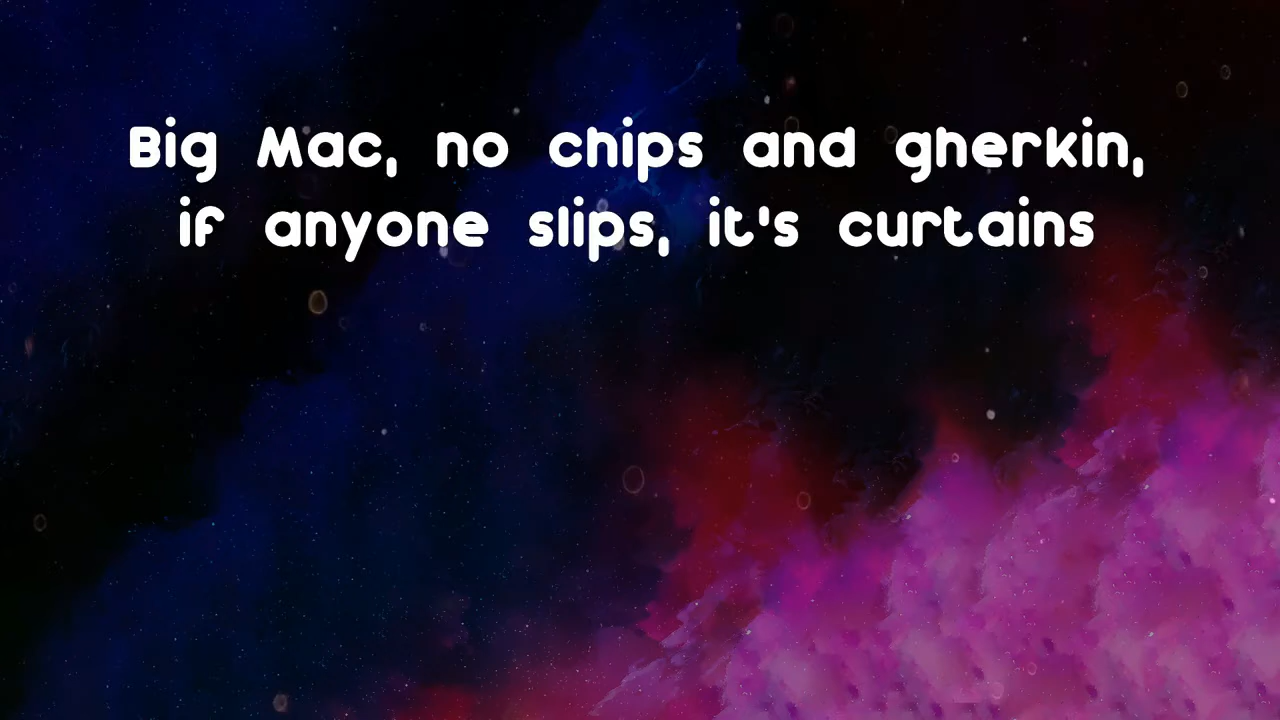 Big Mac, no chips and gherkin,
if anyone slips, it's curtains